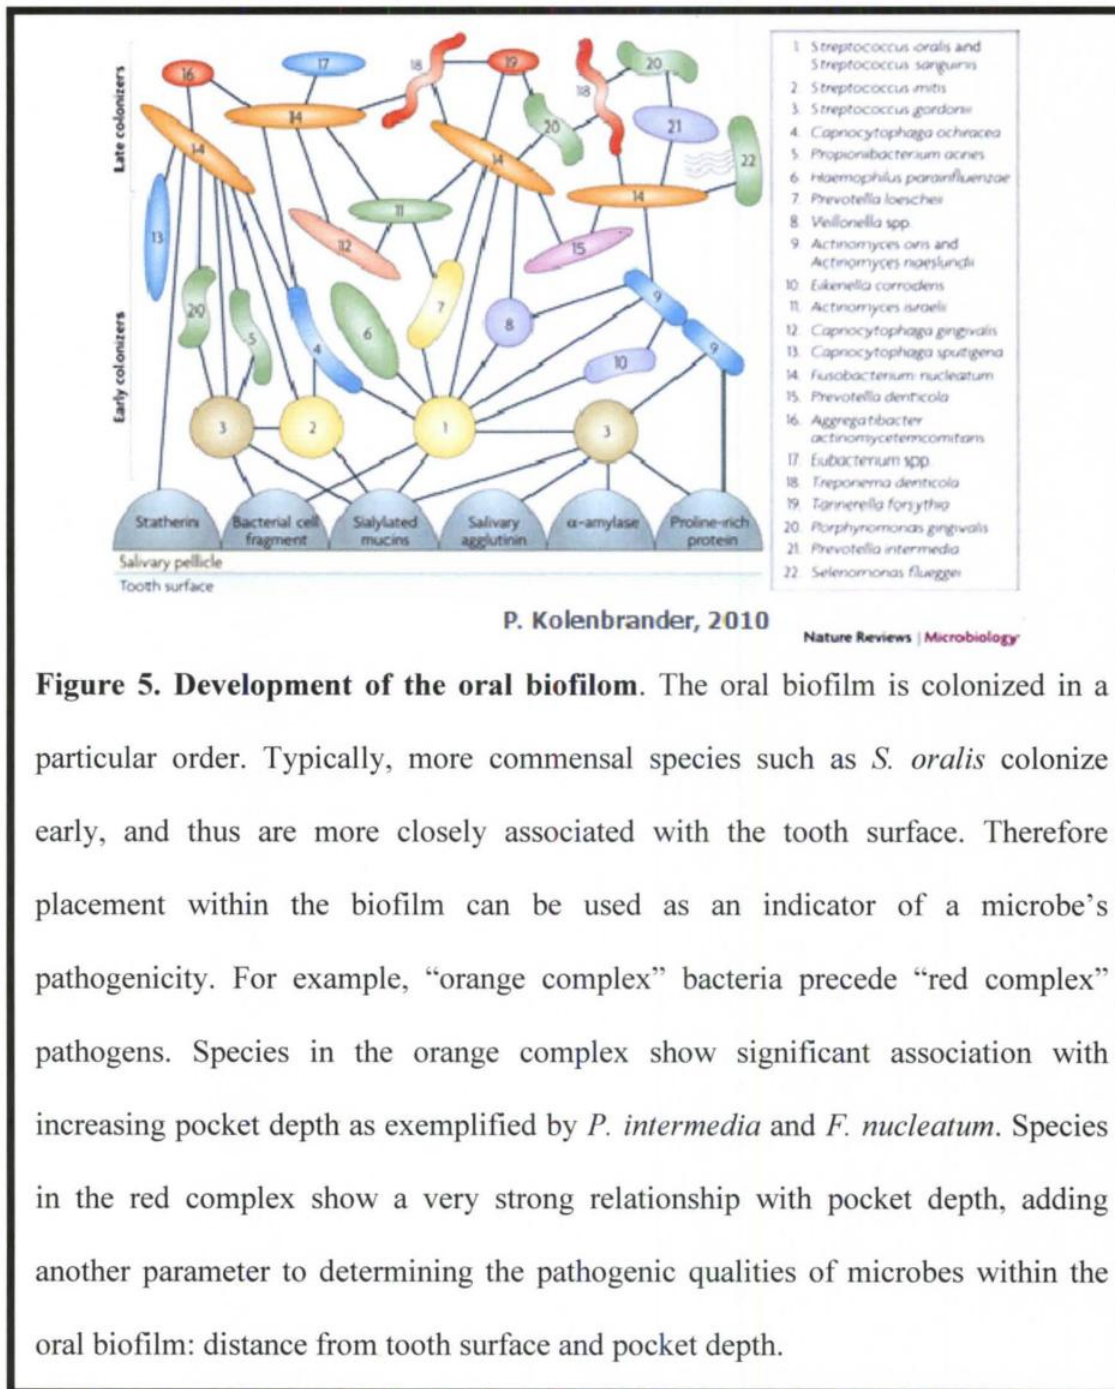 Late colonizers
Early colonizers
16
17
18
19
18
20
14
14
20
21
22
14
14
11
13
12
15
20
5
4
6
7
8
9
10
9
3
2
1
3
Statherin
Bacterial cell
fragment
Sialylated
mucins
Salivary
agglutinin
α-amylase
Proline-rich
protein
Salivary pellicle
Tooth surface
1 Streptococcus oralis and
Streptococcus sanguinis
2. Streptococcus mitis
3. Streptococcus gordonii
4. Capnocytophaga ochracea
5. Propionibacterium acnes
6. Haemophilus parainfluenzae
7. Prevotella loescheii
8. Veillonella spp.
9. Actinomyces oris and
Actinomyces naeslundii
10. Eikenella corrodens
11. Actinomyces israelii
12. Capnocytophaga gingivalis
13. Capnocytophaga sputigena
14. Fusobacterium nucleatum
15. Prevotella denticola
16. Aggregatibacter
actinomycetemcomitans
17. Eubacterium spp.
18. Treponema denticola
19. Tannerella forsythia
20. Porphyromonas gingivalis
21. Prevotella intermedia
22. Selenomonas flueggei
P. Kolenbrander, 2010
Nature Reviews | Microbiology
Figure 5. Development of the oral biofilom. The oral biofilm is colonized in a
particular order. Typically, more commensal species such as S. oralis colonize
early, and thus are more closely associated with the tooth surface. Therefore
placement within the biofilm can be used as an indicator of a microbe's
pathogenicity. For example, “orange complex” bacteria precede “red complex”
pathogens. Species in the orange complex show significant association with
increasing pocket depth as exemplified by P. intermedia and F. nucleatum. Species
in the red complex show a very strong relationship with pocket depth, adding
another parameter to determining the pathogenic qualities of microbes within the
oral biofilm: distance from tooth surface and pocket depth.